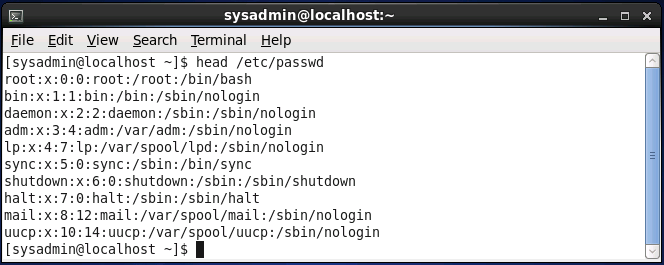 sysadmin@localhost:~
File Edit View Search Terminal Help
[sysadmin@localhost ~]$ head /etc/passwd
root:x:0:0:root:/root:/bin/bash
bin:x:1:1:bin:/bin:/sbin/nologin
daemon:x:2:2:daemon:/sbin:/sbin/nologin
adm:x:3:4:adm:/var/adm:/sbin/nologin
lp:x:4:7:lp:/var/spool/lpd:/sbin/nologin
sync:x:5:0:sync:/sbin:/bin/sync
shutdown:x:6:0:shutdown:/sbin:/sbin/shutdown
halt:x:7:0:halt:/sbin:/sbin/halt
mail:x:8:12:mail:/var/spool/mail:/sbin/nologin
uucp:x:10:14:uucp:/var/spool/uucp:/sbin/nologin
[sysadmin@localhost ~]$